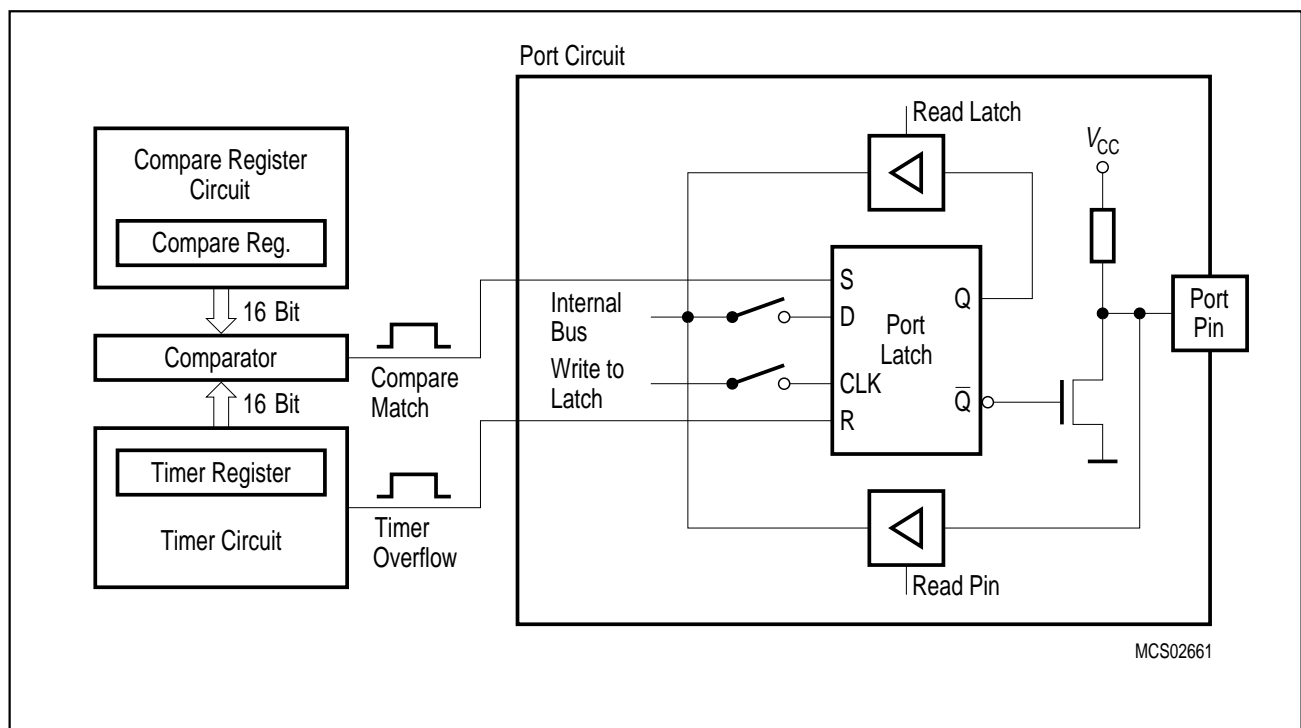 Port Circuit
Compare Register
Circuit
Compare Reg.
16 Bit
Comparator
16 Bit
Timer Register
Timer Circuit
Compare
Match
Timer
Overflow
Read Latch
VCC
Internal
Bus
Write to
Latch
S
D
CLK
R
Port
Latch
Q
Q̅
Port
Pin
Read Pin
MCS02661